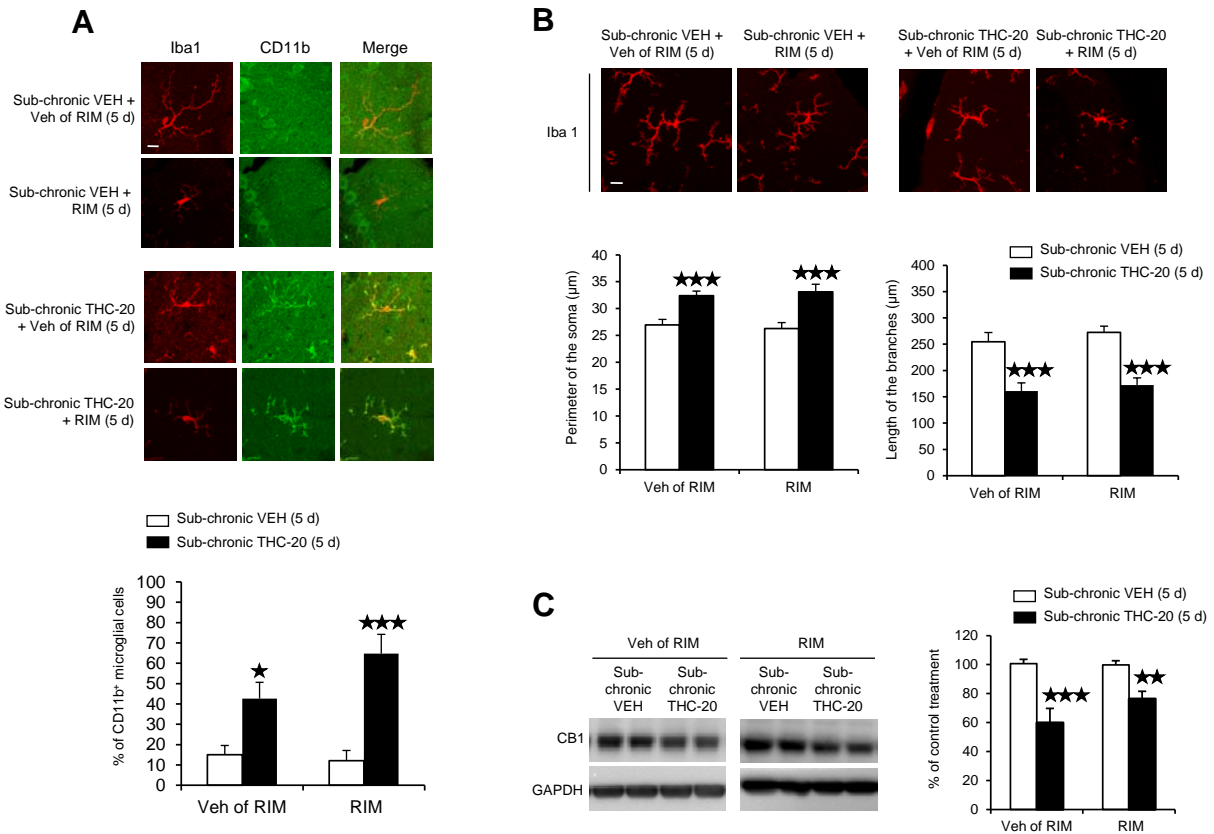 A
Iba1 CD11b Merge
Sub-chronic VEH +
Veh of RIM (5 d)
Sub-chronic VEH +
RIM (5 d)
Sub-chronic THC-20
+ Veh of RIM (5 d)
Sub-chronic THC-20
+ RIM (5 d)
Sub-chronic VEH (5 d)
Sub-chronic THC-20 (5 d)
% of CD11b+ microglial cells
100
90
80
70
60
50
40
30
20
10
0
★
★★★
Veh of RIM RIM
B
Sub-chronic VEH +
Veh of RIM (5 d)
Sub-chronic VEH +
RIM (5 d)
Sub-chronic THC-20
+ Veh of RIM (5 d)
Sub-chronic THC-20
+ RIM (5 d)
Iba 1
Perimeter of the soma (µm)
40
35
30
25
20
15
10
5
0
★★★
★★★
Veh of RIM RIM
Sub-chronic VEH (5 d)
Sub-chronic THC-20 (5 d)
Length of the branches (µm)
400
350
300
250
200
150
100
50
0
★★★
★★★
Veh of RIM RIM
C
Veh of RIM RIM
Sub-
chronic
VEH
Sub-
chronic
THC-20
Sub-
chronic
VEH
Sub-
chronic
THC-20
CB1
GAPDH
Sub-chronic VEH (5 d)
Sub-chronic THC-20 (5 d)
% of control treatment
120
100
80
60
40
20
0
★★★
★★
Veh of RIM RIM